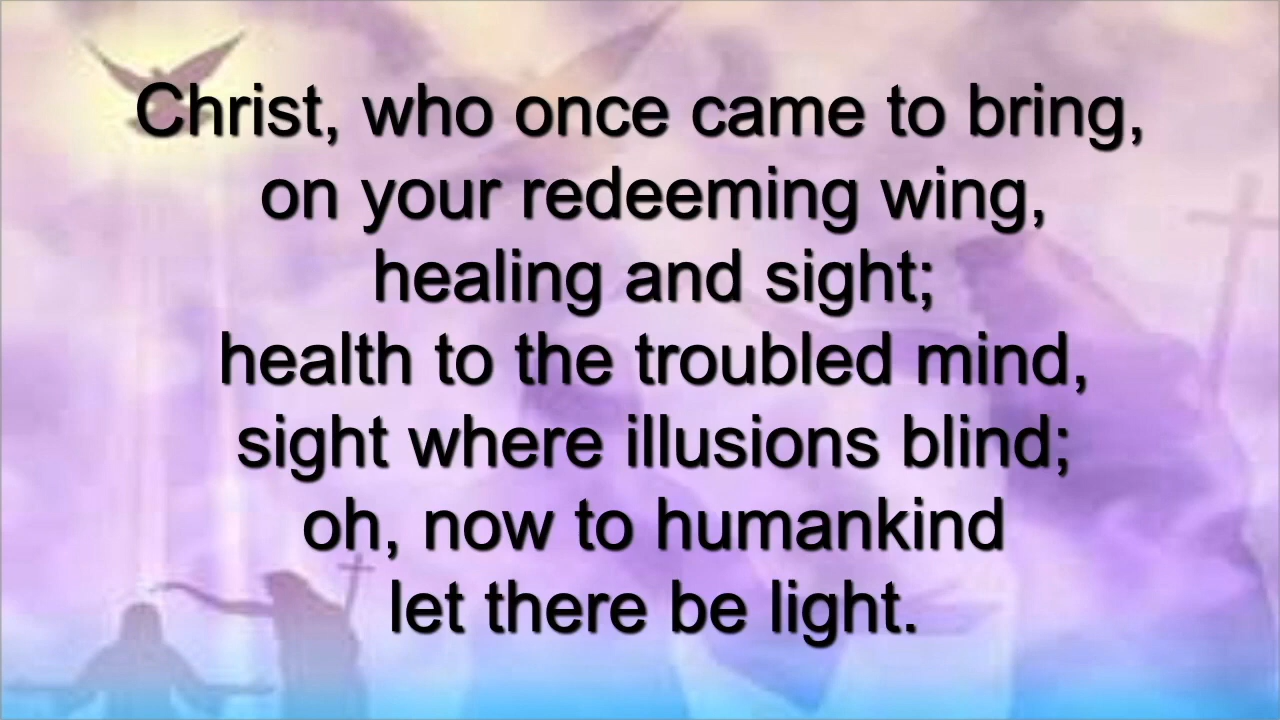 Christ, who once came to bring,
on your redeeming wing,
healing and sight;
health to the troubled mind,
sight where illusions blind;
oh, now to humankind
let there be light.